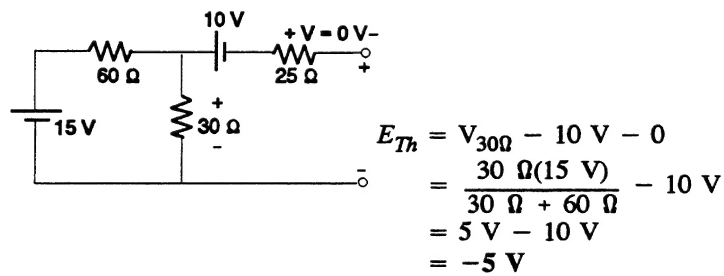 10 V
+ V = 0 V-
60 Ω
25 Ω
+
+
15 V
30 Ω
-
-
E_Th = V_30Ω − 10 V − 0
= 30 Ω(15 V) / 30 Ω + 60 Ω − 10 V
= 5 V − 10 V
= −5 V